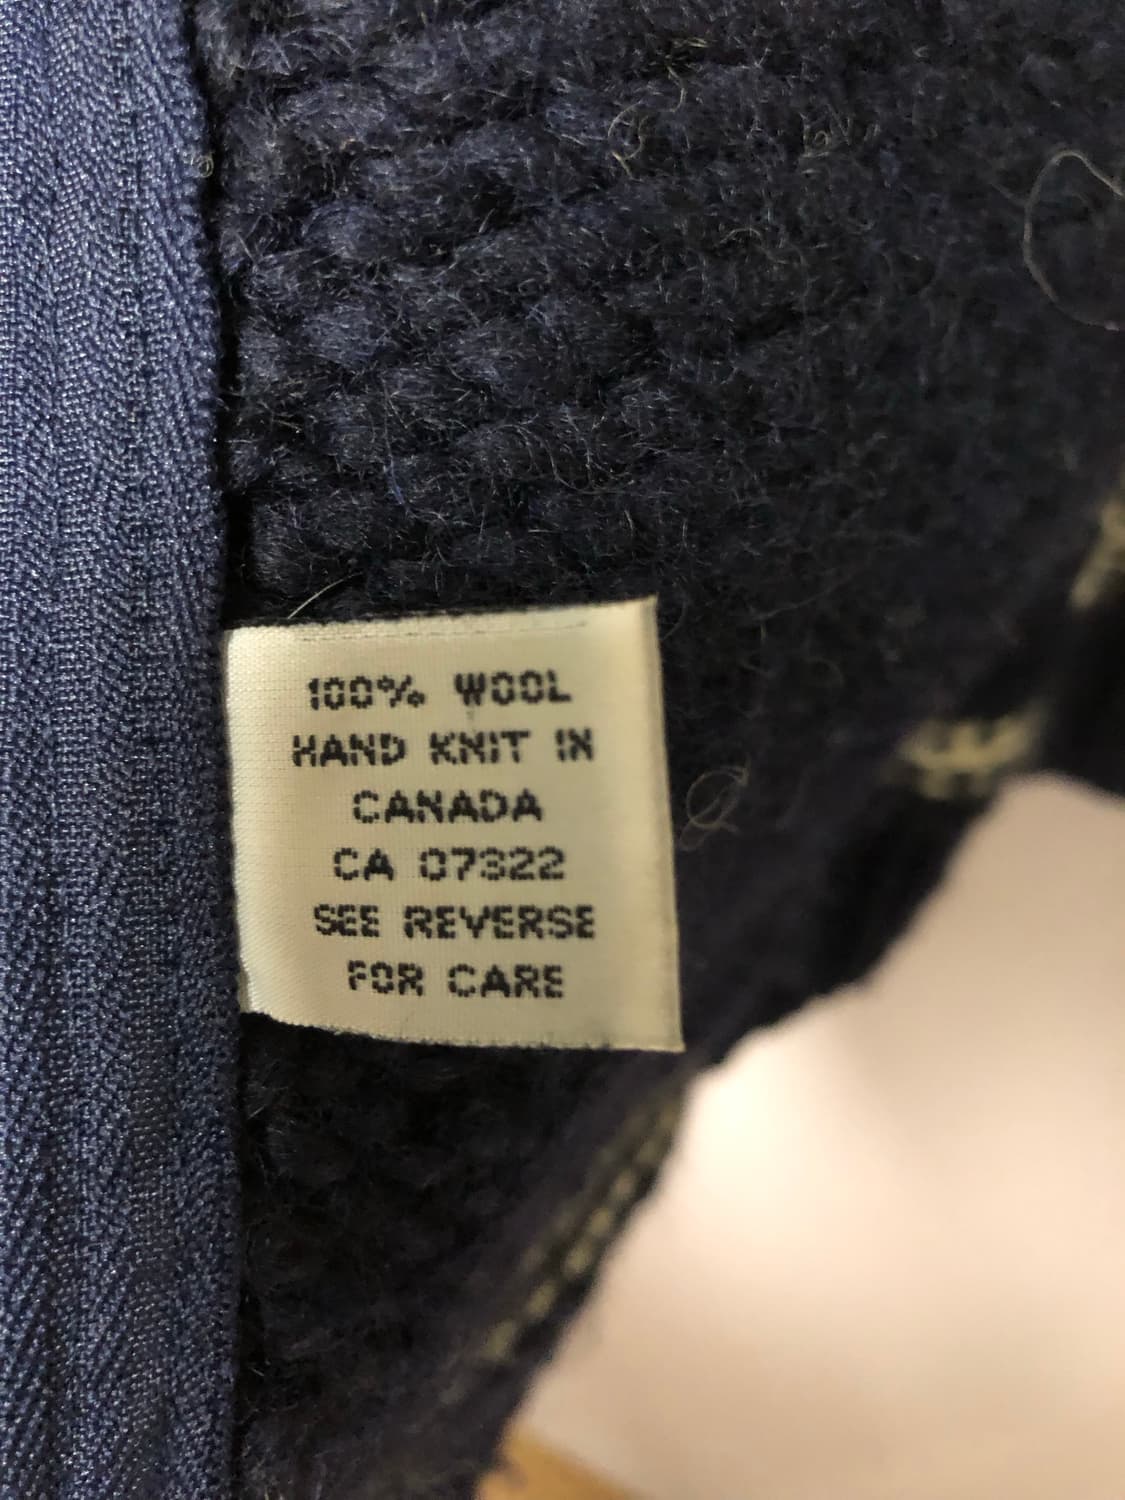 100% WOOL
HAND KNIT IN
CANADA
CA 07322
SEE REVERSE
FOR CARE